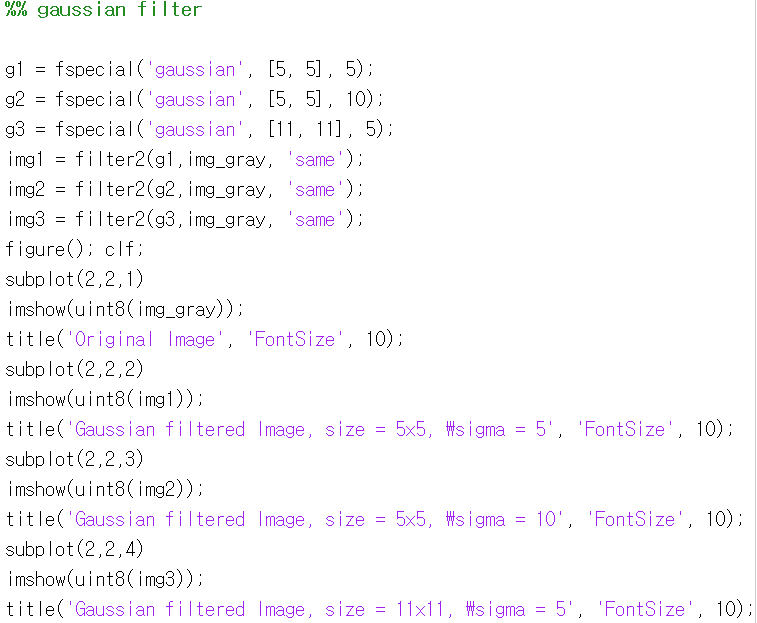 %% gaussian filter
g1 = fspecial('gaussian', [5, 5], 5);
g2 = fspecial('gaussian', [5, 5], 10);
g3 = fspecial('gaussian', [11, 11], 5);
img1 = filter2(g1,img_gray, 'same');
img2 = filter2(g2,img_gray, 'same');
img3 = filter2(g3,img_gray, 'same');
figure(); clf;
subplot(2,2,1)
imshow(uint8(img_gray));
title('Original Image', 'FontSize', 10);
subplot(2,2,2)
imshow(uint8(img1));
title('Gaussian filtered Image, size = 5x5, ₩sigma = 5', 'FontSize', 10);
subplot(2,2,3)
imshow(uint8(img2));
title('Gaussian filtered Image, size = 5x5, ₩sigma = 10', 'FontSize', 10);
subplot(2,2,4)
imshow(uint8(img3));
title('Gaussian filtered Image, size = 11x11, ₩sigma = 5', 'FontSize', 10);